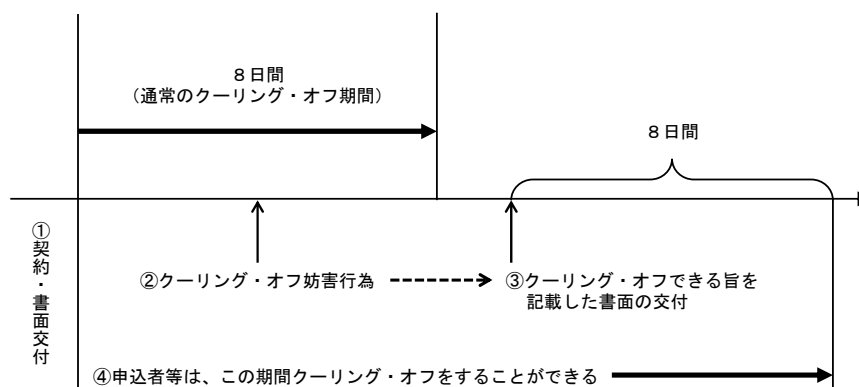 ８日間
（通常のクーリング・オフ期間）
８日間
①契約・書面交付
②クーリング・オフ妨害行為
③クーリング・オフできる旨を
記載した書面の交付
④申込者等は、この期間クーリング・オフをすることができる